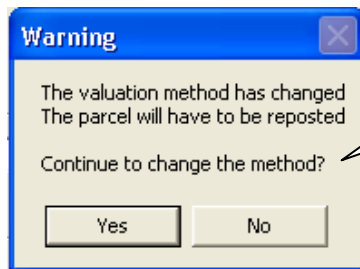 Warning
The valuation method has changed
The parcel will have to be reposted
Continue to change the method?
Yes
No